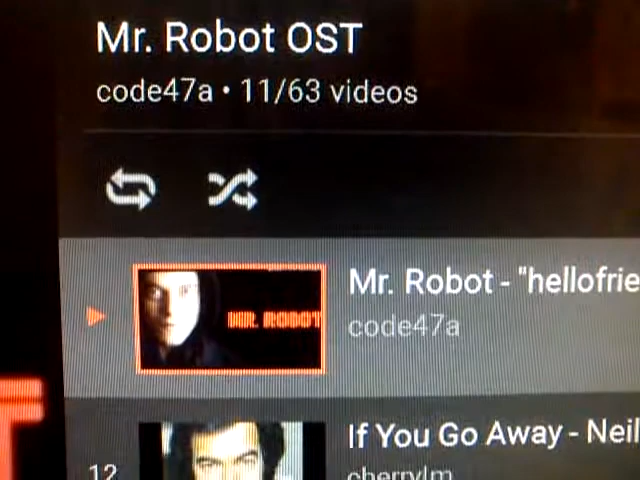 Mr. Robot OST
code47a • 11/63 videos
Mr. Robot - "hellofrie
MR. ROBOT
code47a
If You Go Away - Neil
12
cherrylm